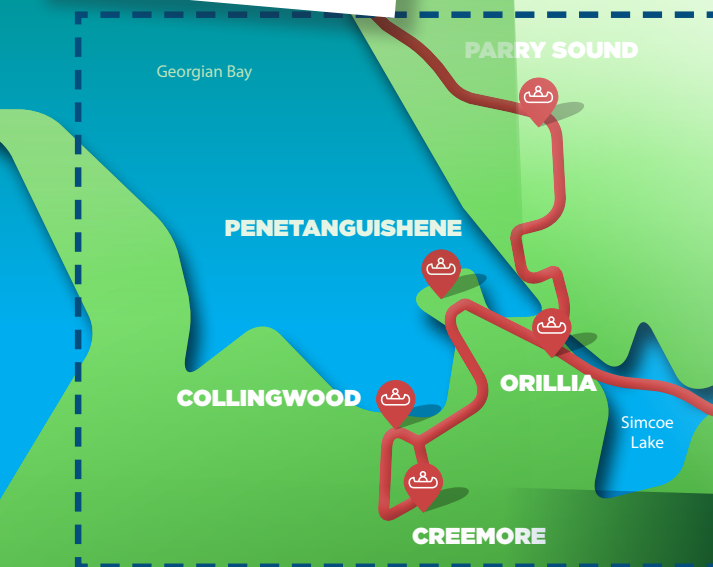 PARRY SOUND
Georgian Bay
PENETANGUISHENE
ORILLIA
COLLINGWOOD
Simcoe
Lake
CREEMORE